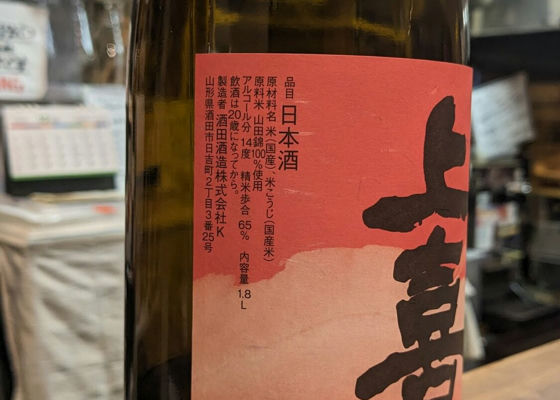 上喜
品目 日本酒
原材料名 米(国産)、米こうじ(国産米)
原料米 山田錦100%使用
アルコール分 14度 精米歩合 65% 内容量 1.8L
飲酒は20歳になってから。
製造者 酒田酒造株式会社K
山形県酒田市日吉町2丁目3番25号